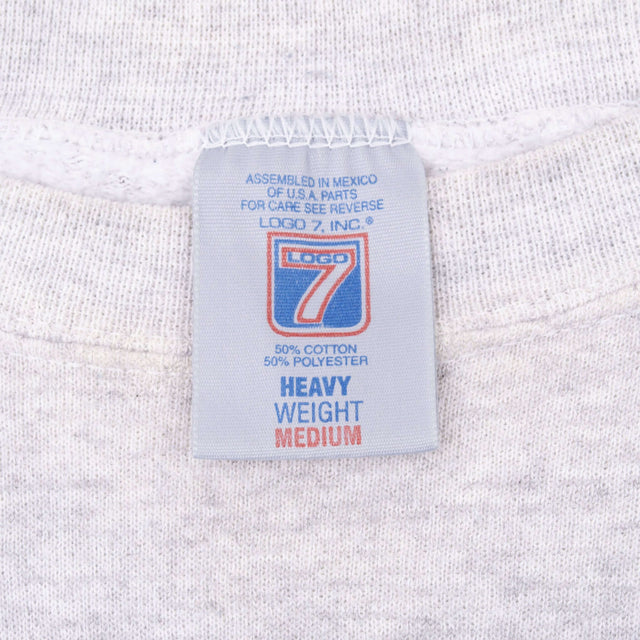 ASSEMBLED IN MEXICO
OF U.S.A. PARTS
FOR CARE SEE REVERSE
LOGO 7, INC.®
LOGO
7
50% COTTON
50% POLYESTER
HEAVY
WEIGHT
MEDIUM